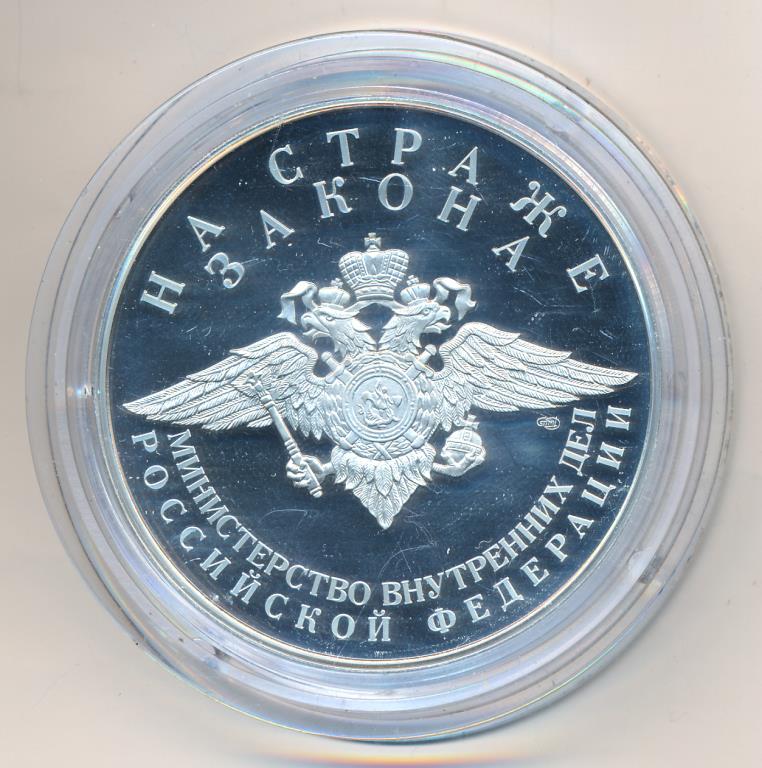 НА СТРАЖЕ
ЗАКОНА
МИНИСТЕРСТВО ВНУТРЕННИХ ДЕЛ
РОССИЙСКОЙ ФЕДЕРАЦИИ